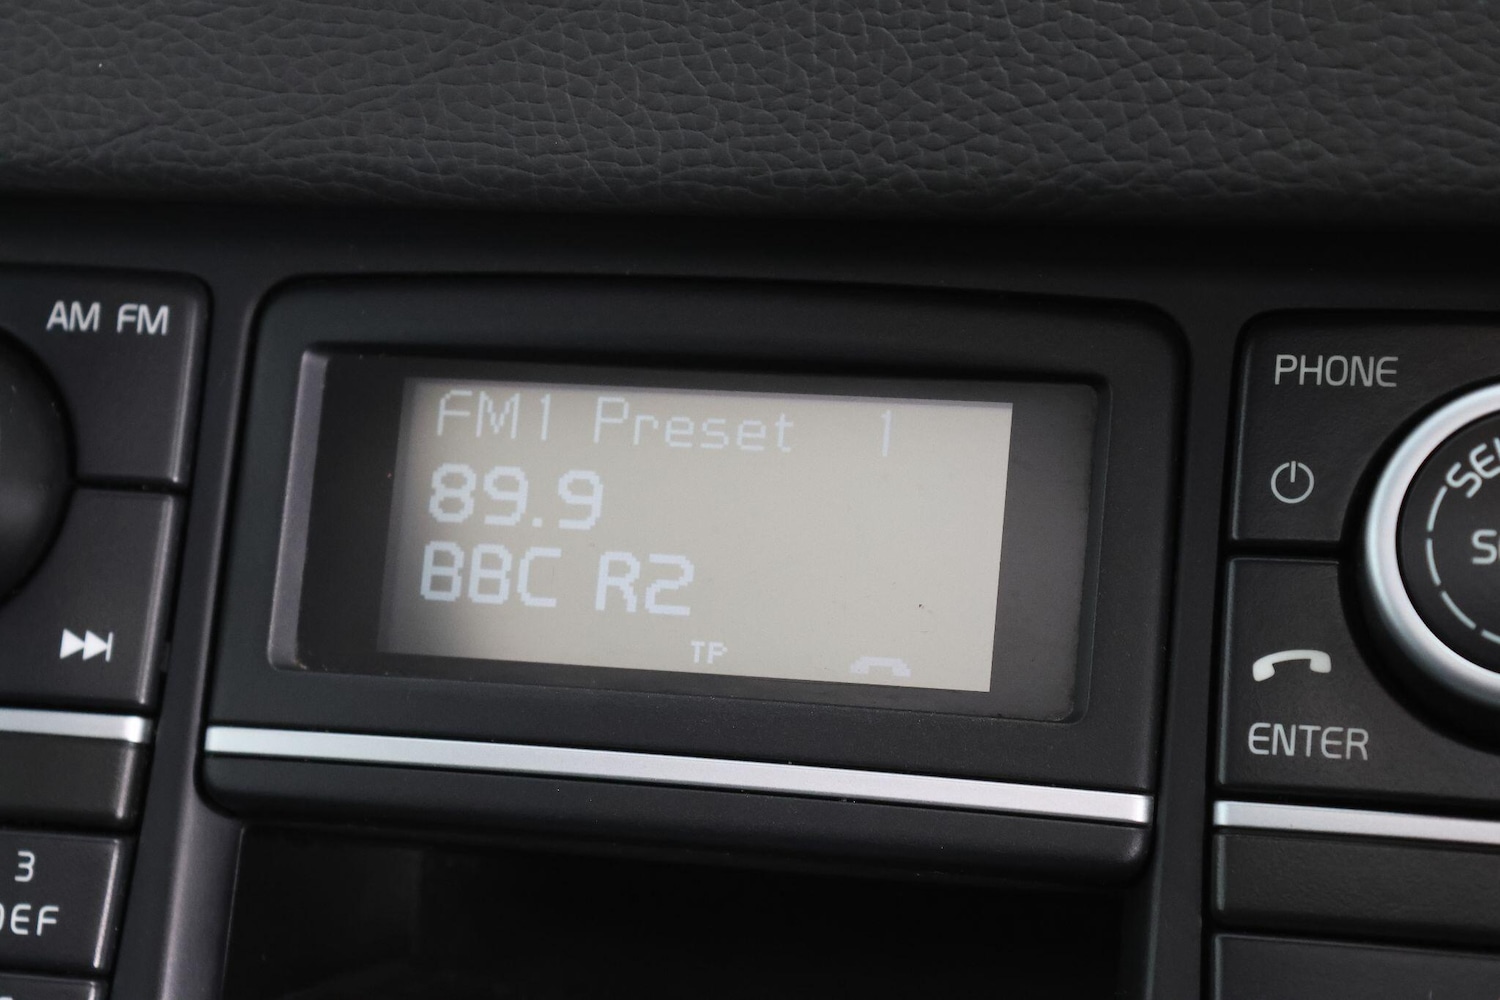 AM FM
FM1 Preset 1
89.9
BBC R2
TP
3
DEF
PHONE
ENTER